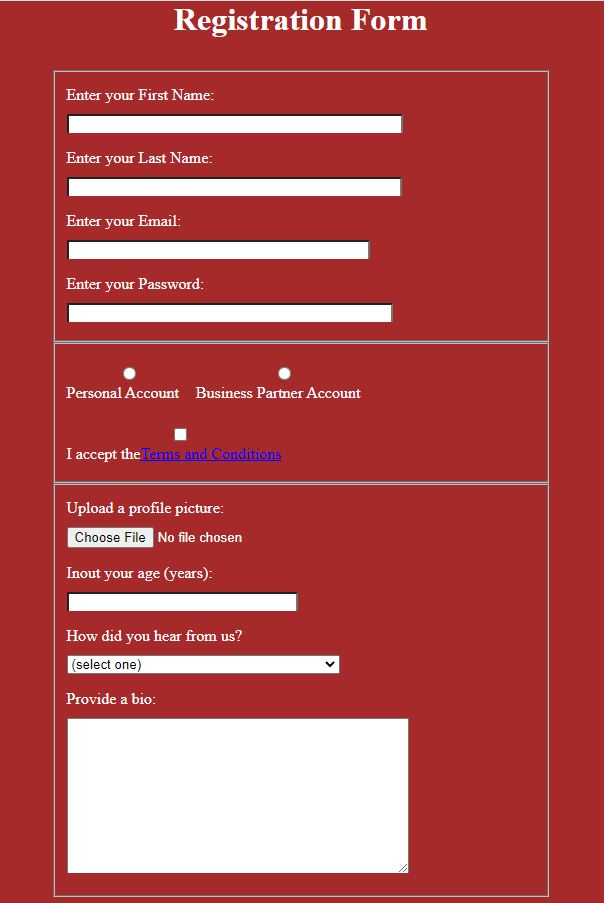 Registration Form
Enter your First Name:
Enter your Last Name:
Enter your Email:
Enter your Password:
Personal Account Business Partner Account
I accept theTerms and Conditions
Upload a profile picture:
Choose File No file chosen
Inout your age (years):
How did you hear from us?
(select one)
Provide a bio: